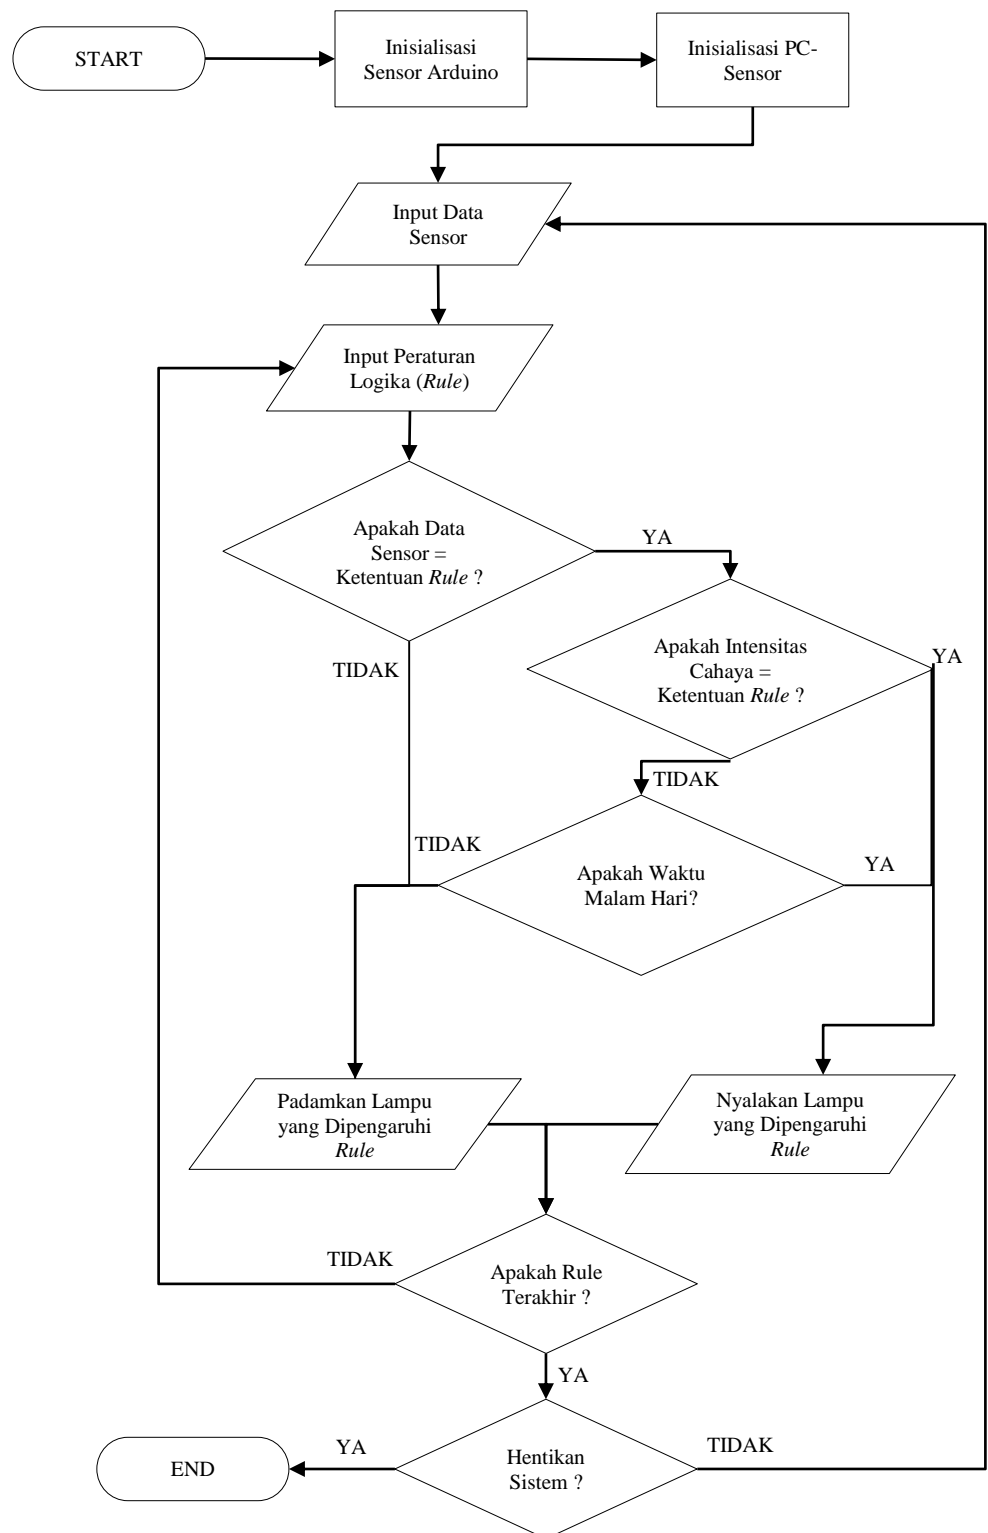 START
Inisialisasi
Sensor Arduino
Inisialisasi PC-
Sensor
Input Data
Sensor
Input Peraturan
Logika (Rule)
Apakah Data
Sensor =
Ketentuan Rule ?
YA
TIDAK
Apakah Intensitas
Cahaya =
Ketentuan Rule ?
YA
TIDAK
TIDAK
Apakah Waktu
Malam Hari?
YA
Padamkan Lampu
yang Dipengaruhi
Rule
Nyalakan Lampu
yang Dipengaruhi
Rule
TIDAK
Apakah Rule
Terakhir ?
YA
END
YA
Hentikan
Sistem ?
TIDAK